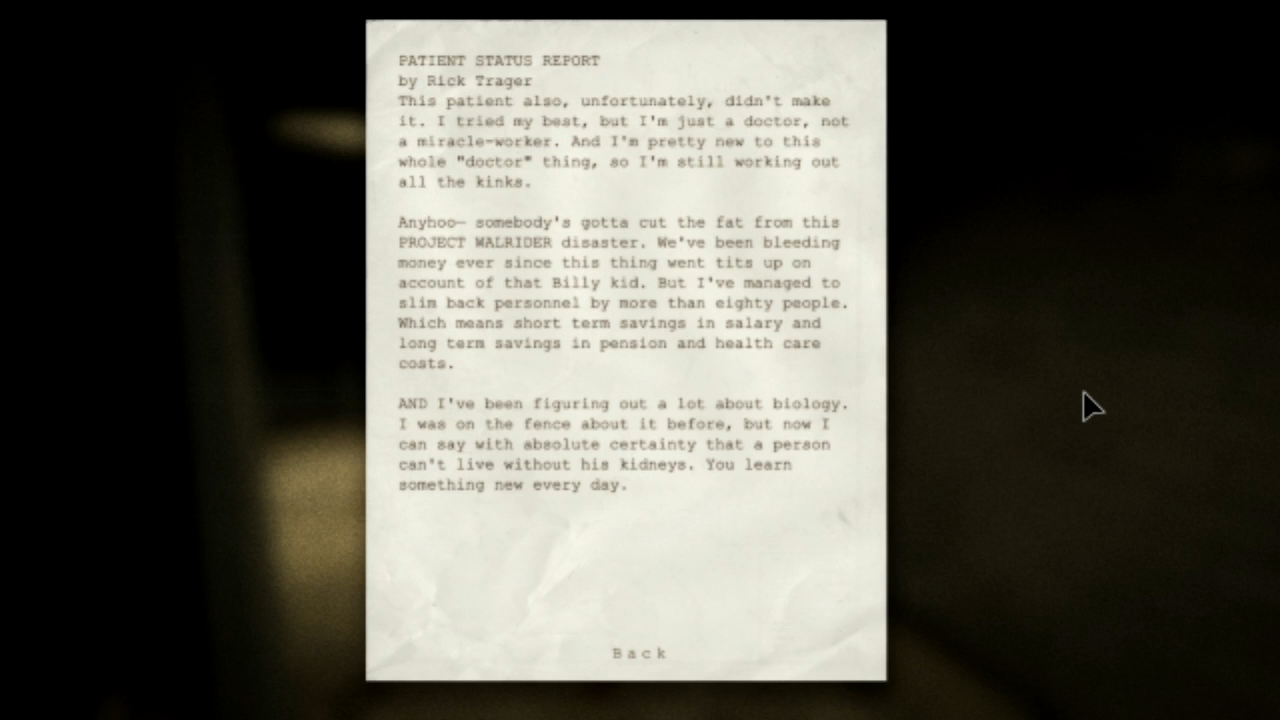 PATIENT STATUS REPORT
by Rick Trager
This patient also, unfortunately, didn't make
it. I tried my best, but I'm just a doctor, not
a miracle-worker. And I'm pretty new to this
whole "doctor" thing, so I'm still working out
all the kinks.
Anyhoo— somebody's gotta cut the fat from this
PROJECT WALRIDER disaster. We've been bleeding
money ever since this thing went tits up on
account of that Billy kid. But I've managed to
slim back personnel by more than eighty people.
Which means short term savings in salary and
long term savings in pension and health care
costs.
AND I've been figuring out a lot about biology.
I was on the fence about it before, but now I
can say with absolute certainty that a person
can't live without his kidneys. You learn
something new every day.
Back